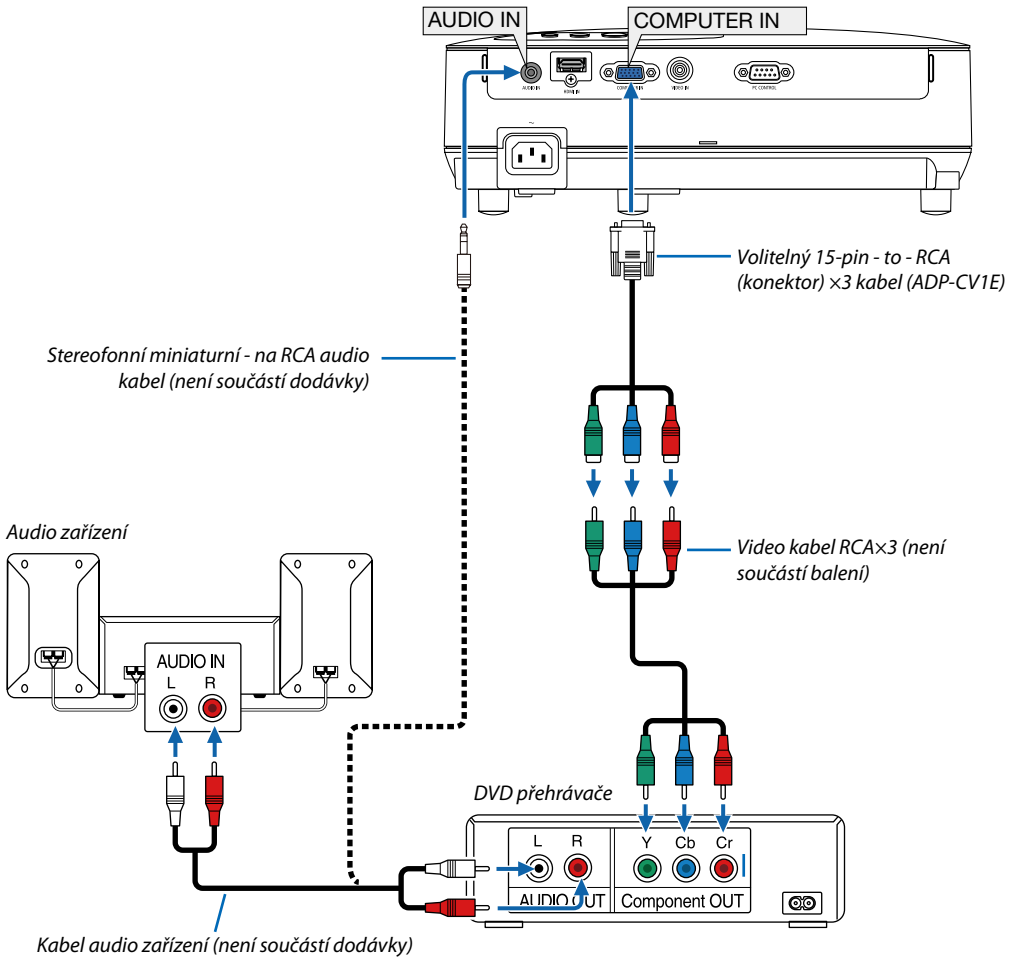 AUDIO IN
COMPUTER IN
AUDIO IN
HDMI IN
COMPUTER IN
VIDEO IN
PC CONTROL
Volitelný 15-pin - to - RCA
(konektor) ×3 kabel (ADP-CV1E)
Stereofonní miniaturní - na RCA audio
kabel (není součástí dodávky)
Audio zařízení
Video kabel RCA×3 (není
součástí balení)
AUDIO IN
L R
DVD přehrávače
L R Y Cb Cr
AUDIO OUT Component OUT
Kabel audio zařízení (není součástí dodávky)